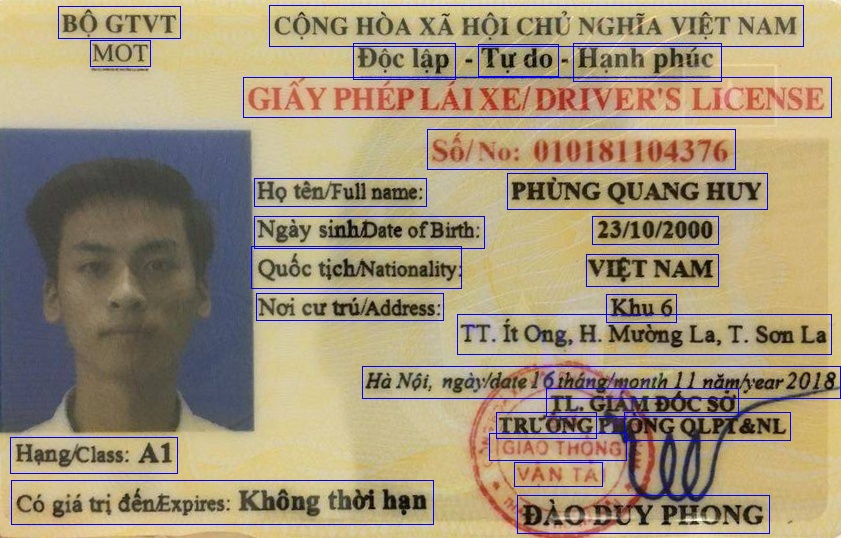 BỘ GTVT
MOT
CỘNG HÒA XÃ HỘI CHỦ NGHĨA VIỆT NAM
Độc lập - Tự do - Hạnh phúc
GIẤY PHÉP LÁI XE/ DRIVER'S LICENSE
Số/ No: 010181104376
Họ tên/Full name: PHÙNG QUANG HUY
Ngày sinh/Date of Birth: 23/10/2000
Quốc tịch/Nationality: VIỆT NAM
Nơi cư trú/Address: Khu 6
TT. Ít Ong, H. Mường La, T. Sơn La
Hà Nội, ngày/date 16 tháng/month 11 năm/year 2018
TL. GIÁM ĐỐC SỞ
TRƯỞNG PHÒNG QLPT&NL
GIAO THÔNG
VẬN TẢI
Hạng/Class: A1
Có giá trị đến/Expires: Không thời hạn
ĐÀO DUY PHONG